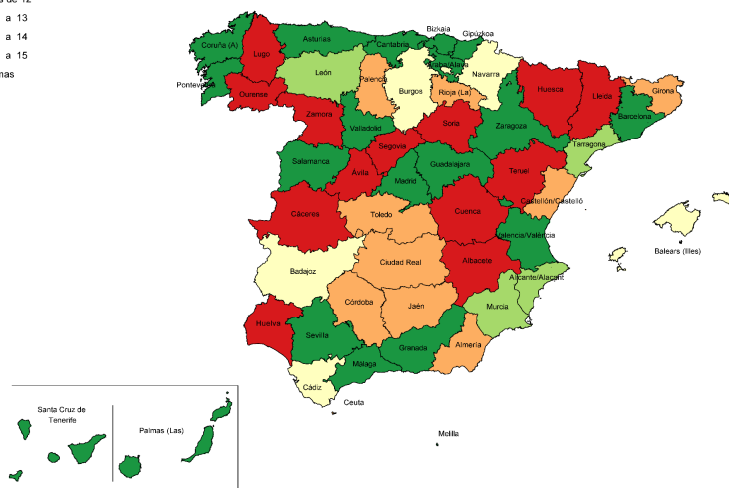 a 13
a 14
a 15
Bizkaia
Gipúzkoa
Asturias
Cantabria
Coruña (A)
Lugo
León
Palencia
Burgos
Araba/Álava
Navarra
Pontevedra
Ourense
Rioja (La)
Huesca
Lleida
Girona
Zamora
Valladolid
Soria
Zaragoza
Barcelona
Segovia
Tarragona
Salamanca
Ávila
Madrid
Guadalajara
Teruel
Castellón/Castelló
Cáceres
Toledo
Cuenca
Valencia/València
Balears (Illes)
Badajoz
Ciudad Real
Albacete
Alicante/Alacant
Córdoba
Jaén
Murcia
Huelva
Sevilla
Granada
Almería
Málaga
Cádiz
Ceuta
Melilla
Santa Cruz de
Tenerife
Palmas (Las)